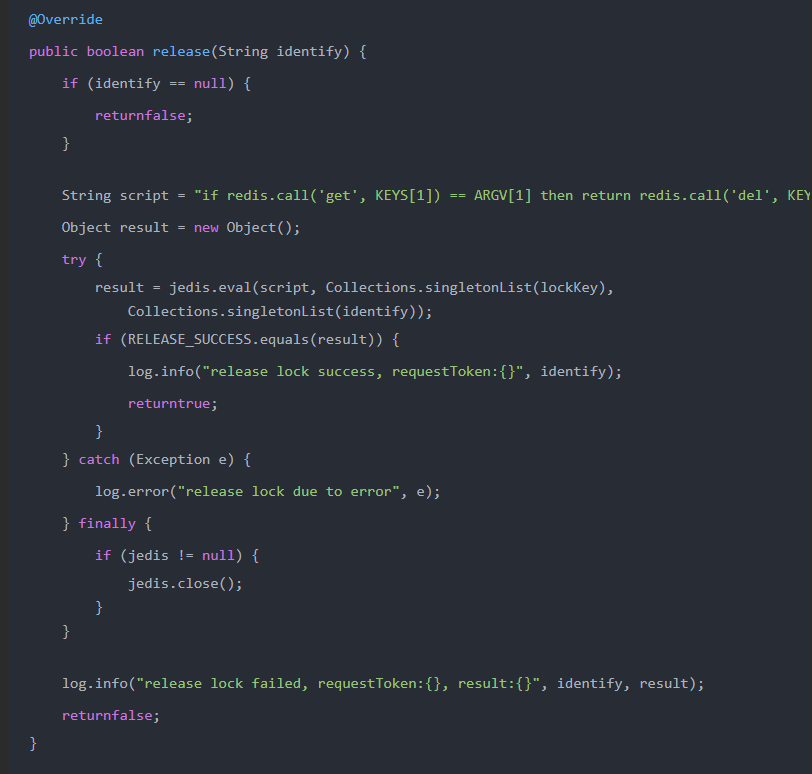 @Override
public boolean release(String identify) {
    if (identify == null) {
        returnfalse;
    }
    String script = "if redis.call('get', KEYS[1]) == ARGV[1] then return redis.call('del', KEY
    Object result = new Object();
    try {
        result = jedis.eval(script, Collections.singletonList(lockKey),
            Collections.singletonList(identify));
        if (RELEASE_SUCCESS.equals(result)) {
            log.info("release lock success, requestToken:{}", identify);
            returntrue;
        }
    } catch (Exception e) {
        log.error("release lock due to error", e);
    } finally {
        if (jedis != null) {
            jedis.close();
        }
    }
    log.info("release lock failed, requestToken:{}, result:{}", identify, result);
    returnfalse;
}